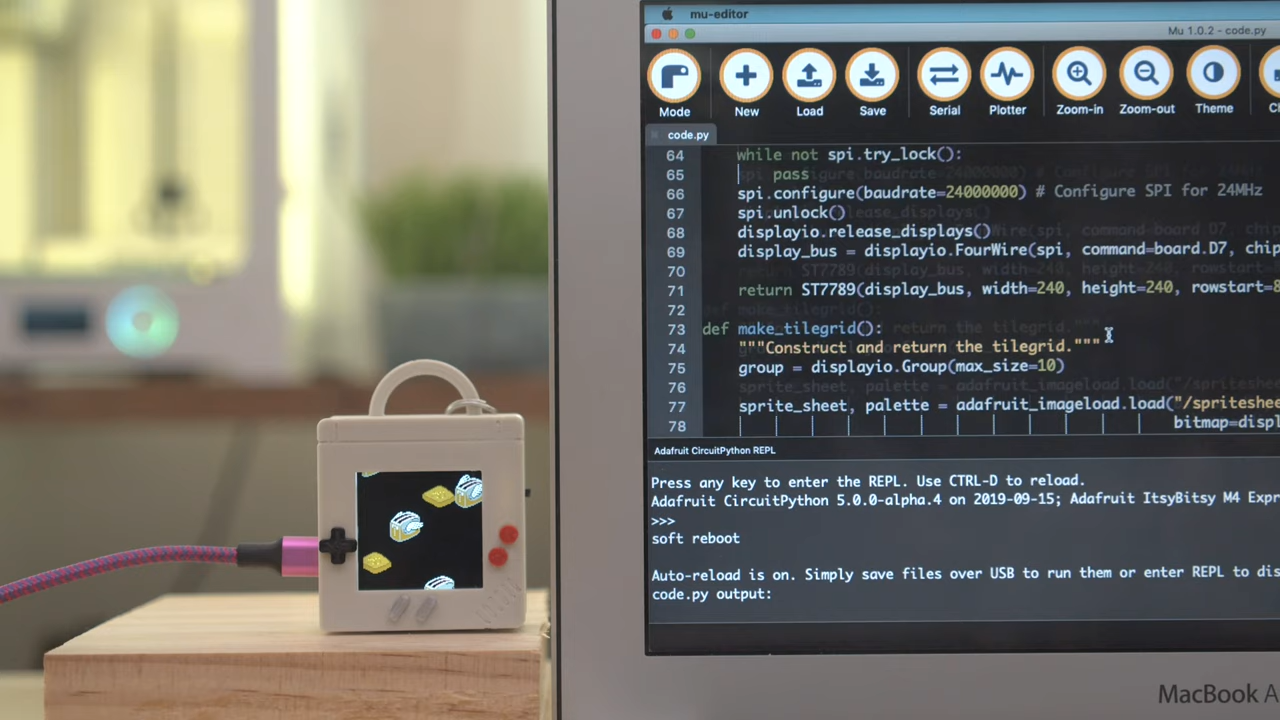 mu-editor
Mu 1.0.2 - code.py
Mode New Load Save Serial Plotter Zoom-in Zoom-out Theme
code.py
64 while not spi.try_lock():
65 pass
66 spi.configure(baudrate=24000000) # Configure SPI for 24MHz
67 spi.unlock()
68 displayio.release_displays()
69 display_bus = displayio.FourWire(spi, command=board.D7, chip
70
71 return ST7789(display_bus, width=240, height=240, rowstart=8
72
73 def make_tilegrid():
74 """Construct and return the tilegrid."""
75 group = displayio.Group(max_size=10)
76
77 sprite_sheet, palette = adafruit_imageload.load("/spriteshee
78 bitmap=displ
Adafruit CircuitPython REPL
Press any key to enter the REPL. Use CTRL-D to reload.
Adafruit CircuitPython 5.0.0-alpha.4 on 2019-09-15; Adafruit ItsyBitsy M4 Expr
>>>
soft reboot
Auto-reload is on. Simply save files over USB to run them or enter REPL to dis
code.py output:
MacBook A